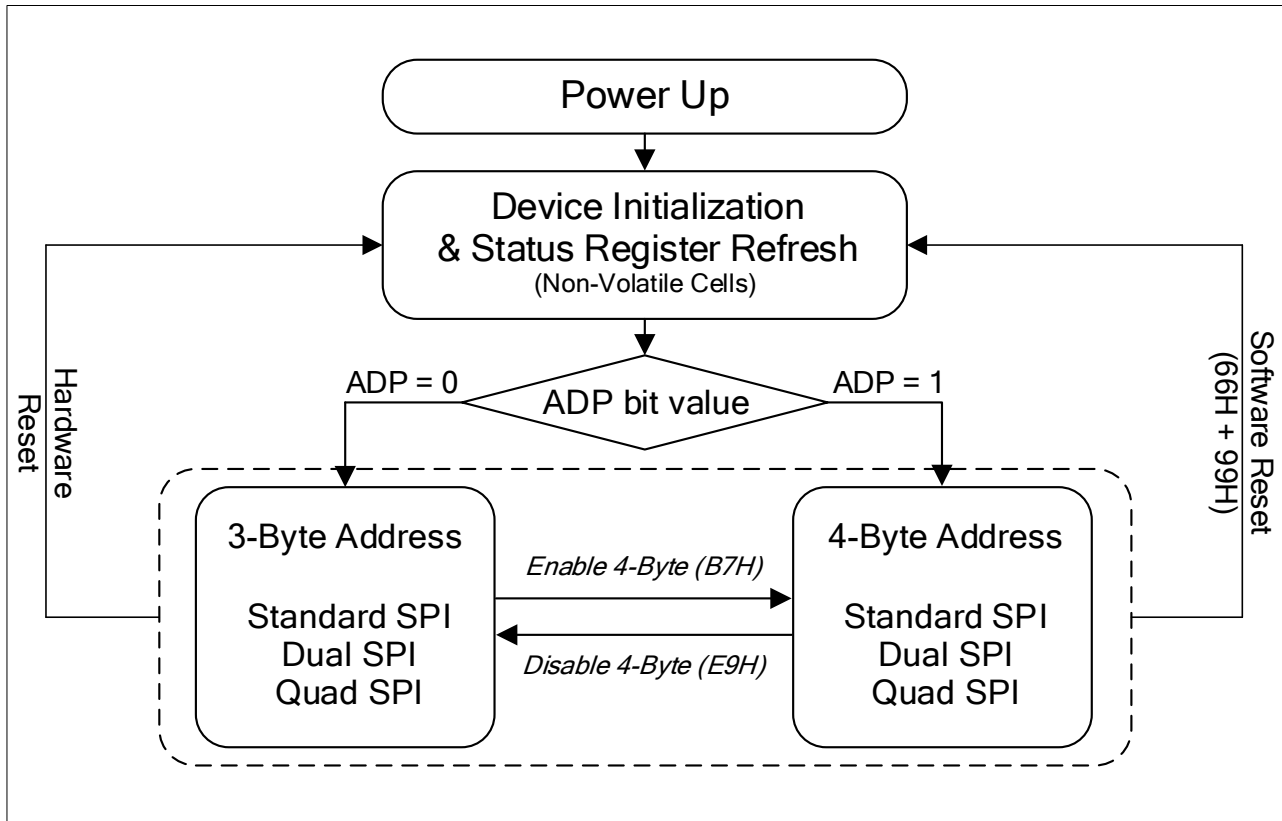 Power Up
Device Initialization
& Status Register Refresh
(Non-Volatile Cells)
ADP = 0
ADP bit value
ADP = 1
Hardware
Reset
Software Reset
(66H + 99H)
3-Byte Address
Standard SPI
Dual SPI
Quad SPI
Enable 4-Byte (B7H)
Disable 4-Byte (E9H)
4-Byte Address
Standard SPI
Dual SPI
Quad SPI